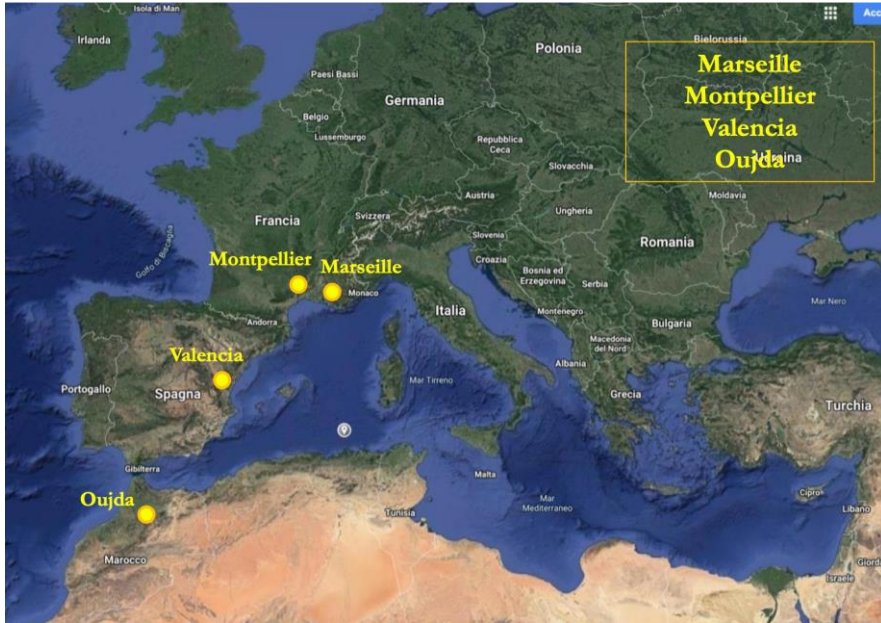 Isola di Man
Acc
Irlanda
Polonia
Bielorussia
Paesi Bassi
Marseille
Montpellier
Valencia
Oujda
Ucraina
Germania
Belgio
Lussemburgo
Repubblica
Ceca
Slovacchia
Moldavia
Austria
Ungheria
Francia
Svizzera
Slovenia
Romania
Croazia
Golfo di Biscaglia
Montpellier
Marseille
Monaco
Bosnia ed
Erzegovina
Serbia
Mar Nero
Italia
Montenegro
Bulgaria
Andorra
Macedonia
del Nord
Valencia
Albania
Portogallo
Spagna
Mar Tirreno
Grecia
Turchia
Gibilterra
Malta
Cipro
Oujda
Mar
Mediterraneo
Libano
Tunisia
Marocco
Israele
Giord